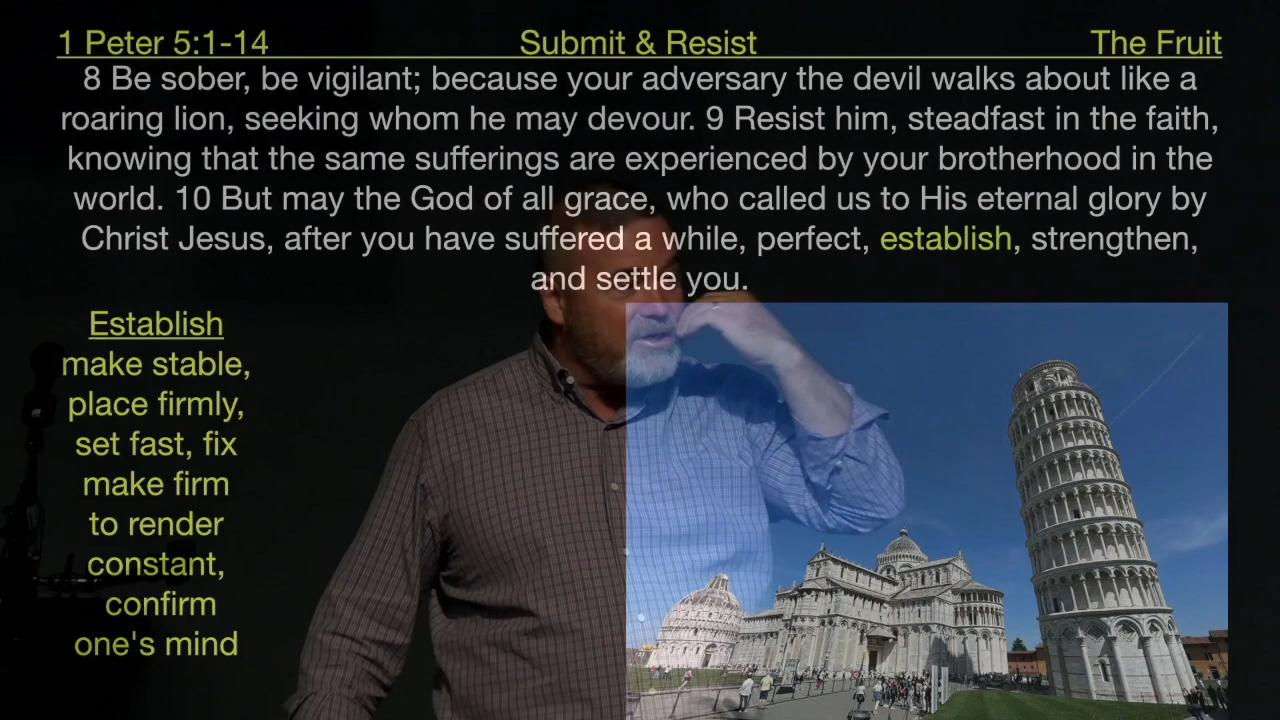 1 Peter 5:1-14 Submit & Resist The Fruit
8 Be sober, be vigilant; because your adversary the devil walks about like a
roaring lion, seeking whom he may devour. 9 Resist him, steadfast in the faith,
knowing that the same sufferings are experienced by your brotherhood in the
world. 10 But may the God of all grace, who called us to His eternal glory by
Christ Jesus, after you have suffered a while, perfect, establish, strengthen,
and settle you.
Establish
make stable,
place firmly,
set fast, fix
make firm
to render
constant,
confirm
one's mind